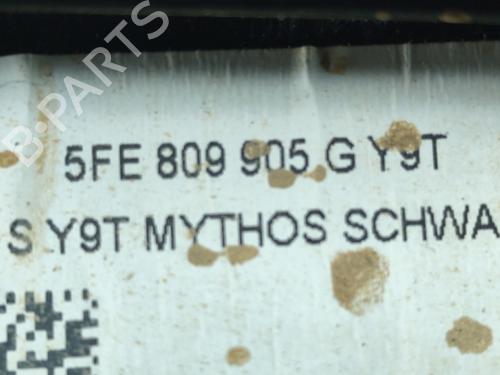 B-PARTS
5FE 809 905 G Y9T
S Y9T MYTHOS SCHWA